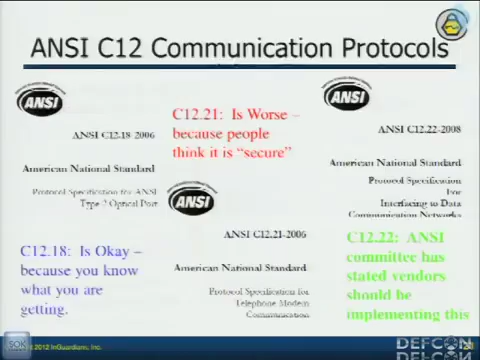 ANSI C12 Communication Protocols
ANSI
ANSI C12.18-2006
American National Standard
Protocol Specification for ANSI
Type 2 Optical Port
C12.18: Is Okay –
because you know
what you are
getting.
C12.21: Is Worse –
because people
think it is “secure”
ANSI
ANSI C12.21-2006
American National Standard
Protocol Specification for
Telephone Modem
Communication
ANSI
ANSI C12.22-2008
American National Standard
Protocol Specification
For
Interfacing to Data
Communication Networks
C12.22: ANSI
committee has
stated vendors
should be
implementing this
2012 InGuardians, Inc.
DEFCON